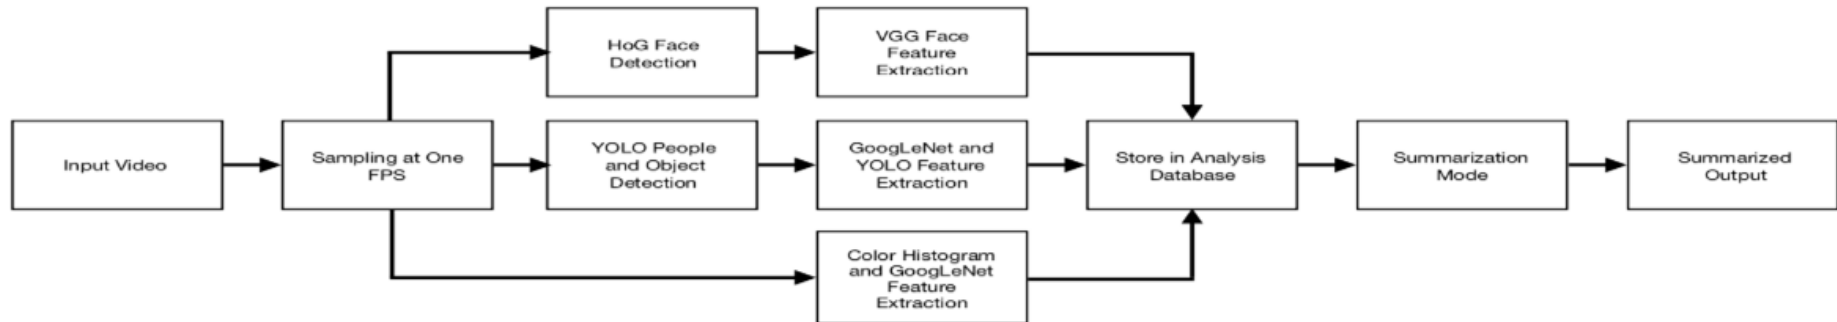 Input Video
Sampling at One
FPS
HoG Face
Detection
VGG Face
Feature
Extraction
YOLO People
and Object
Detection
GoogLeNet and
YOLO Feature
Extraction
Color Histogram
and GoogLeNet
Feature
Extraction
Store in Analysis
Database
Summarization
Mode
Summarized
Output